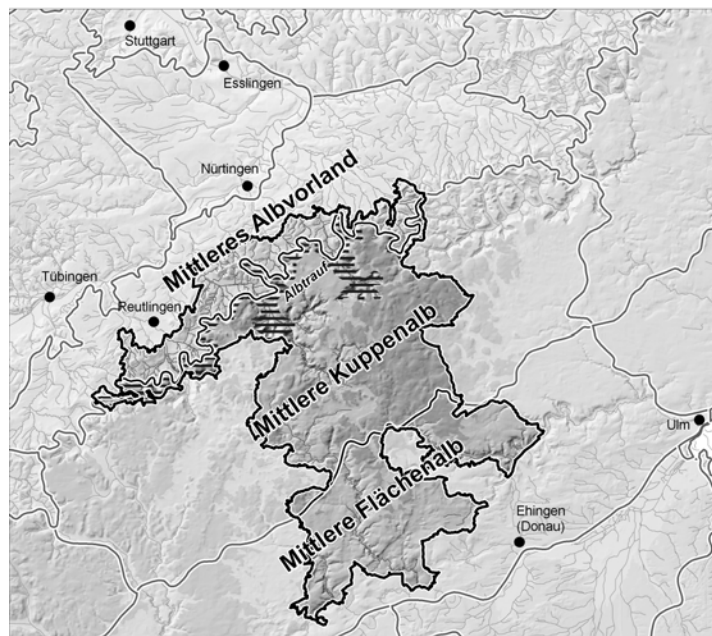 Stuttgart
Esslingen
Nürtingen
Mittleres Albvorland
Tübingen
Reutlingen
Albtrauf
Mittlere Kuppenalb
Ulm
Mittlere Flächenalb
Ehingen
(Donau)